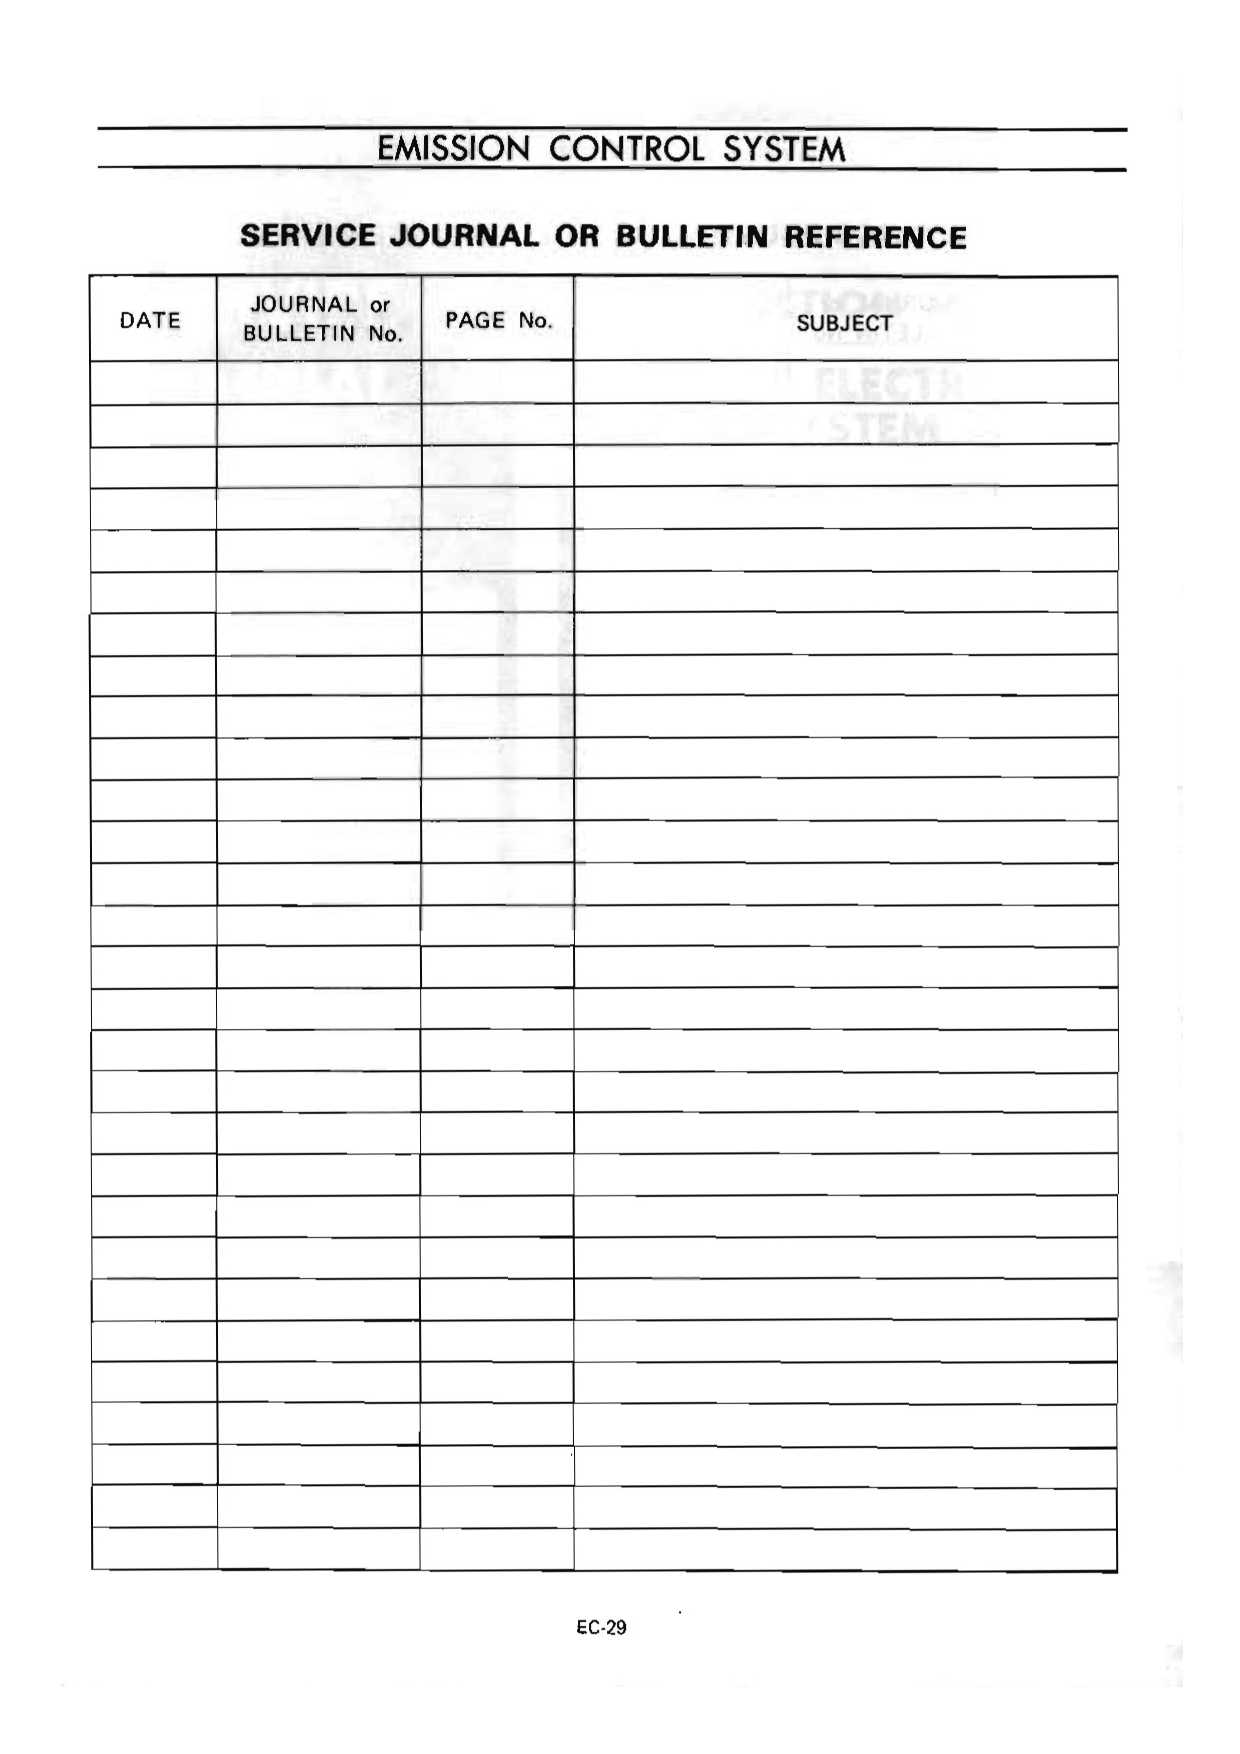 EMISSION CONTROL SYSTEM
SERVICE JOURNAL OR BULLETIN REFERENCE
DATE
JOURNAL or
BULLETIN No.
PAGE No.
SUBJECT
EC-29